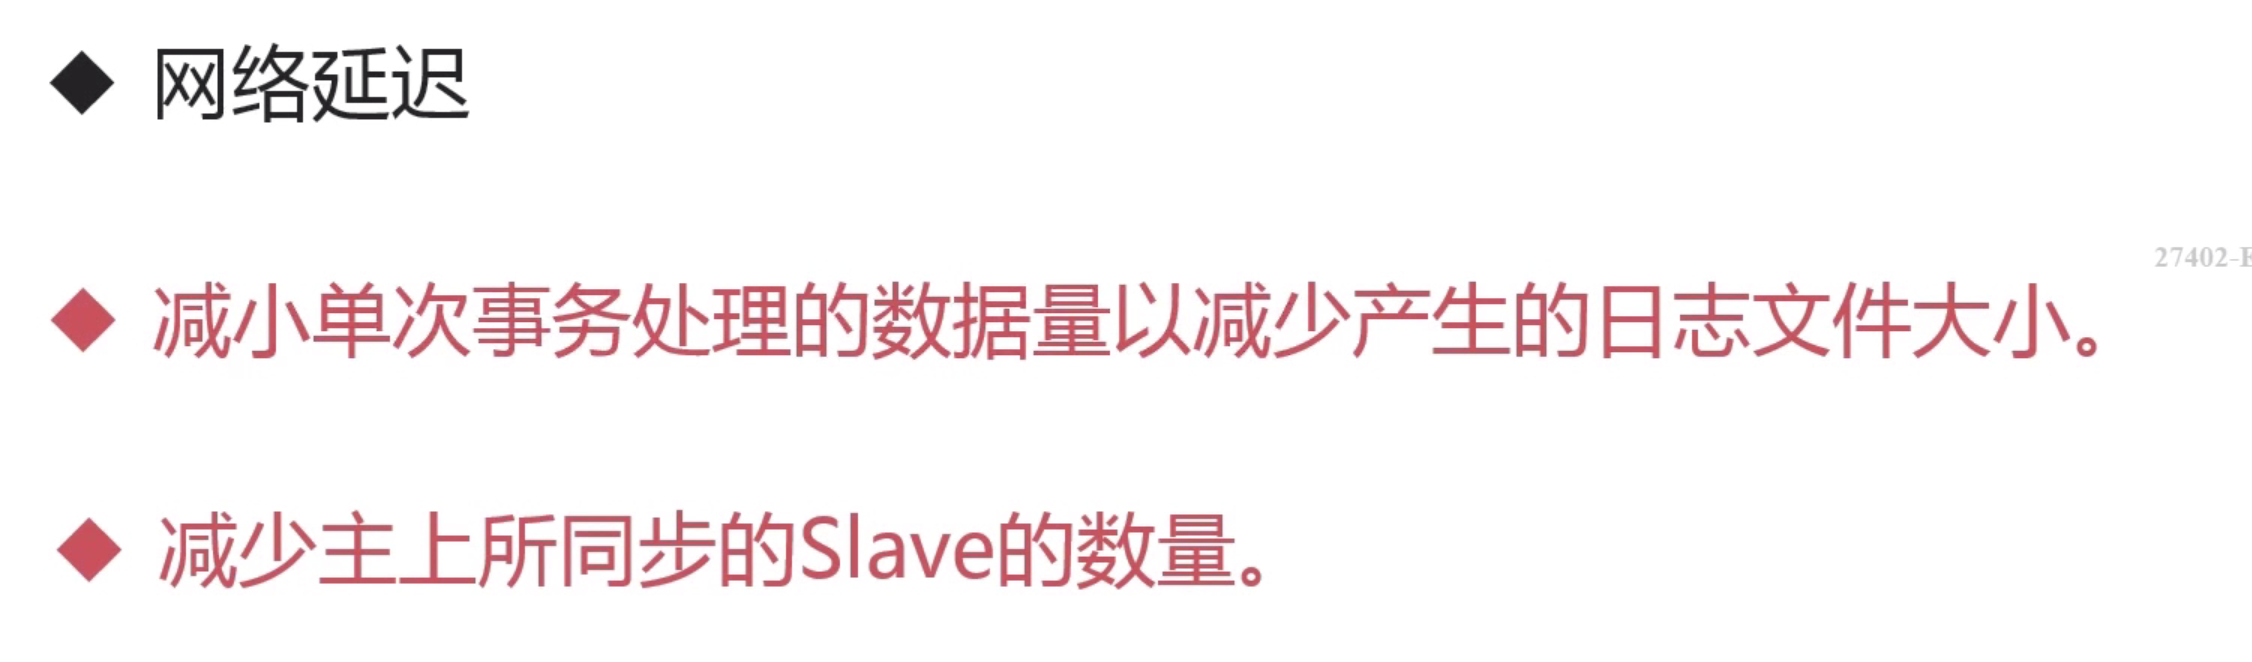 ◆ 网络延迟
27402-E
◆ 减小单次事务处理的数据量以减少产生的日志文件大小。
◆ 减少主上所同步的Slave的数量。